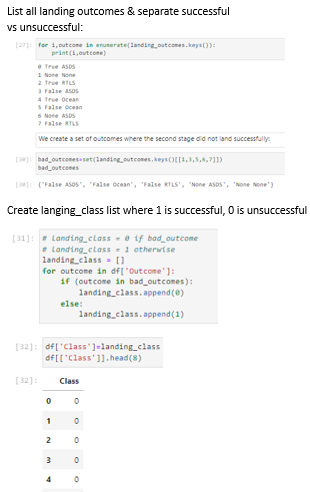 List all landing outcomes & separate successful
vs unsuccessful:
[27]: for i,outcome in enumerate(landing_outcomes.keys()):
print(i,outcome)
0 True ASDS
1 None None
2 True RTLS
3 False ASDS
4 True Ocean
5 False Ocean
6 None ASDS
7 False RTLS
We create a set of outcomes where the second stage did not land successfully:
[30]: bad_outcomes=set(landing_outcomes.keys()[[1,3,5,6,7]])
bad_outcomes
[30]: {'False ASDS', 'False Ocean', 'False RTLS', 'None ASDS', 'None None'}
Create langing_class list where 1 is successful, 0 is unsuccessful
[31]: # landing_class = 0 if bad_outcome
# landing_class = 1 otherwise
landing_class = []
for outcome in df['Outcome']:
if (outcome in bad_outcomes):
landing_class.append(0)
else:
landing_class.append(1)
[32]: df['Class']=landing_class
df[['Class']].head(8)
[32]: Class
0 0
1 0
2 0
3 0
4 0